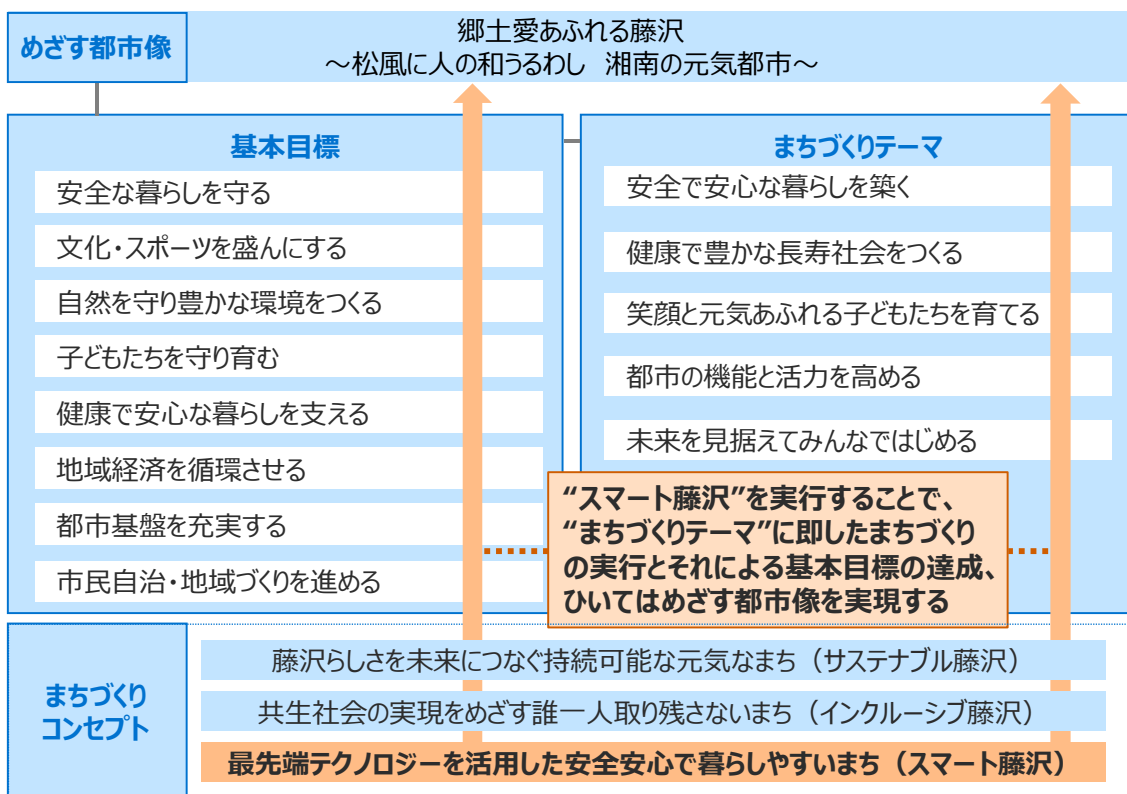 めざす都市像
郷土愛あふれる藤沢
～松風に人の和うるわし　湘南の元気都市～
基本目標
安全な暮らしを守る
文化・スポーツを盛んにする
自然を守り豊かな環境をつくる
子どもたちを守り育む
健康で安心な暮らしを支える
地域経済を循環させる
都市基盤を充実する
市民自治・地域づくりを進める
まちづくりテーマ
安全で安心な暮らしを築く
健康で豊かな長寿社会をつくる
笑顔と元気あふれる子どもたちを育てる
都市の機能と活力を高める
未来を見据えてみんなではじめる
“スマート藤沢”を実行することで、
“まちづくりテーマ”に即したまちづくり
の実行とそれによる基本目標の達成、
ひいてはめざす都市像を実現する
まちづくり
コンセプト
藤沢らしさを未来につなぐ持続可能な元気なまち（サステナブル藤沢）
共生社会の実現をめざす誰一人取り残さないまち（インクルーシブ藤沢）
最先端テクノロジーを活用した安全安心で暮らしやすいまち（スマート藤沢）